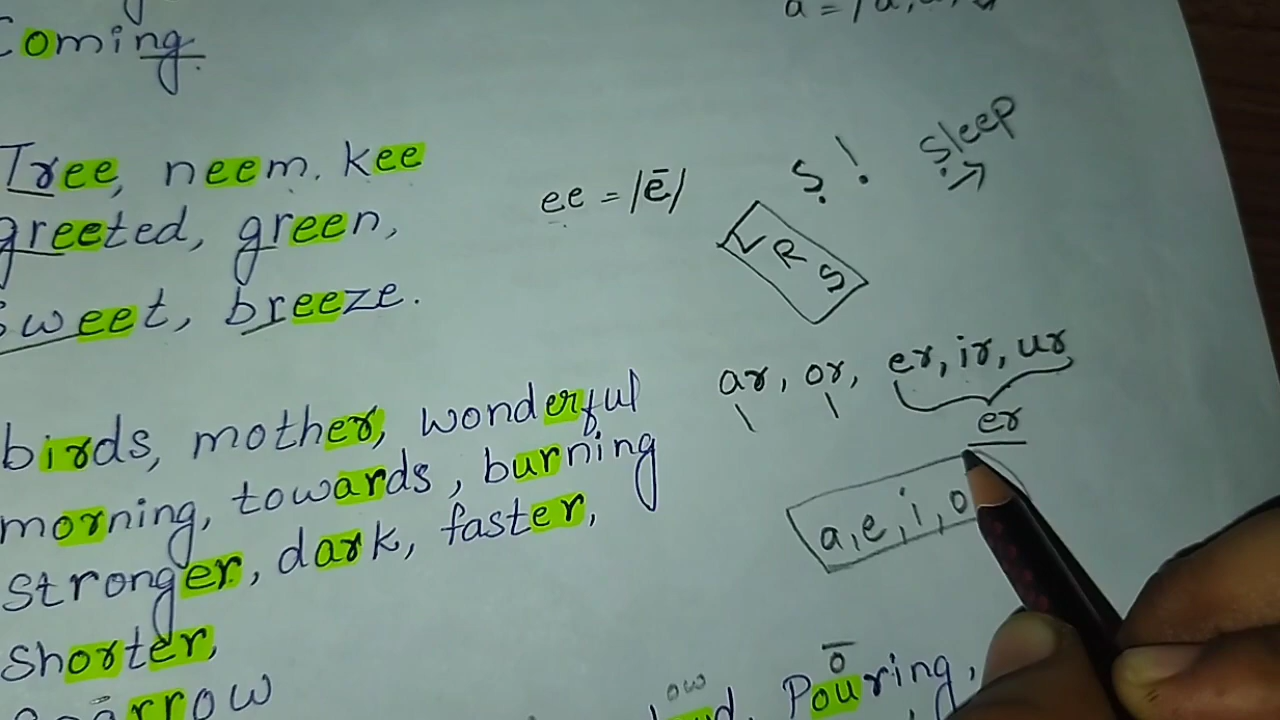 Coming.
Tree, neem. kee
greeted, green,
sweet, breeze.
ee = /ē/
S !
sleep
L R S
ar, or, er, ir, ur
er
a, e, i, o
birds, mother, wonderful
morning, towards, burning
stronger, dark, faster,
shorter,
ow
ō
Pouring,